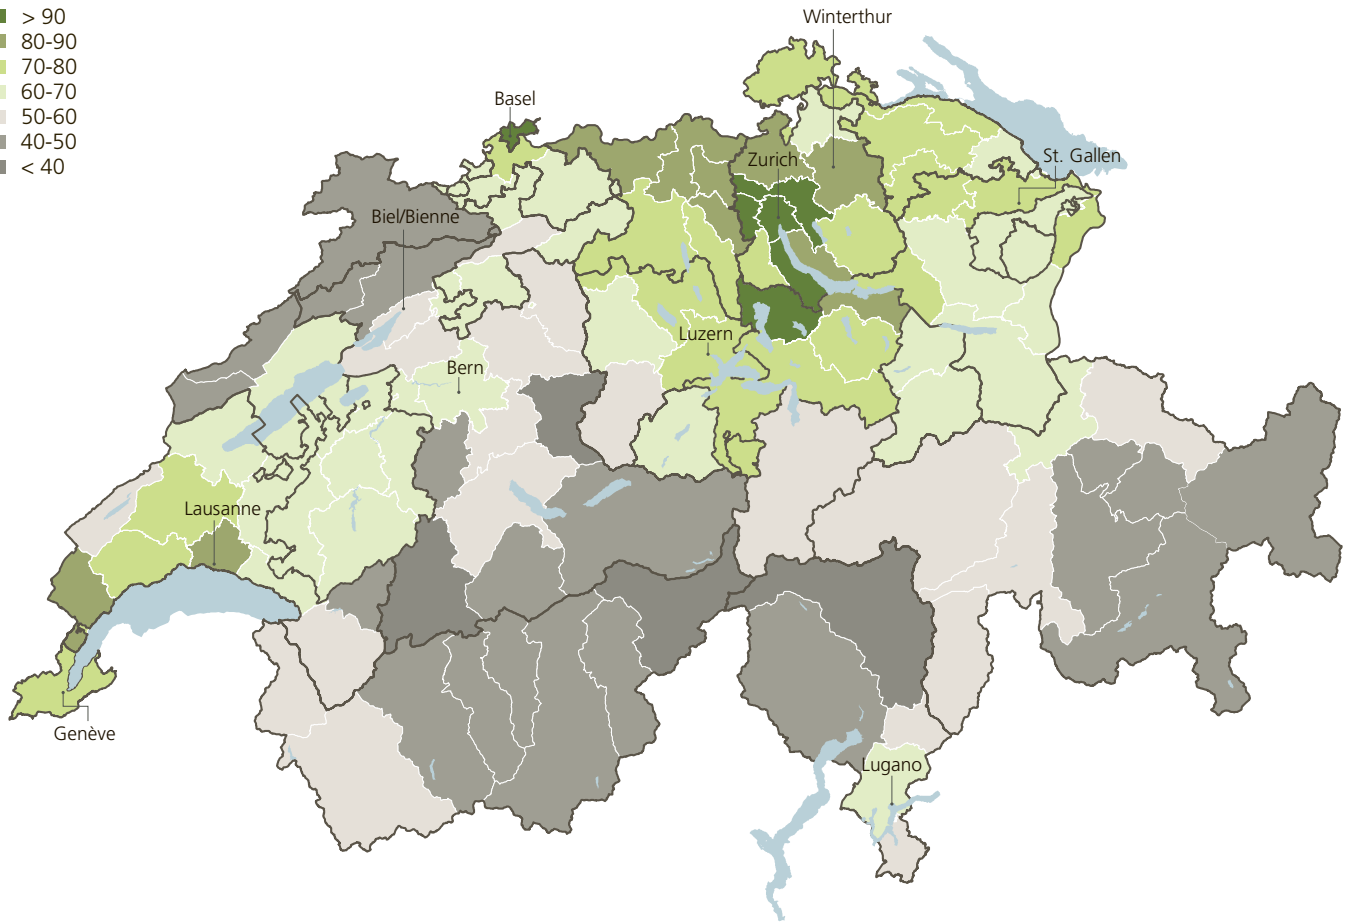 > 90
80-90
70-80
60-70
50-60
40-50
< 40
Winterthur
Basel
Zurich
St. Gallen
Biel/Bienne
Luzern
Bern
Lausanne
Genève
Lugano